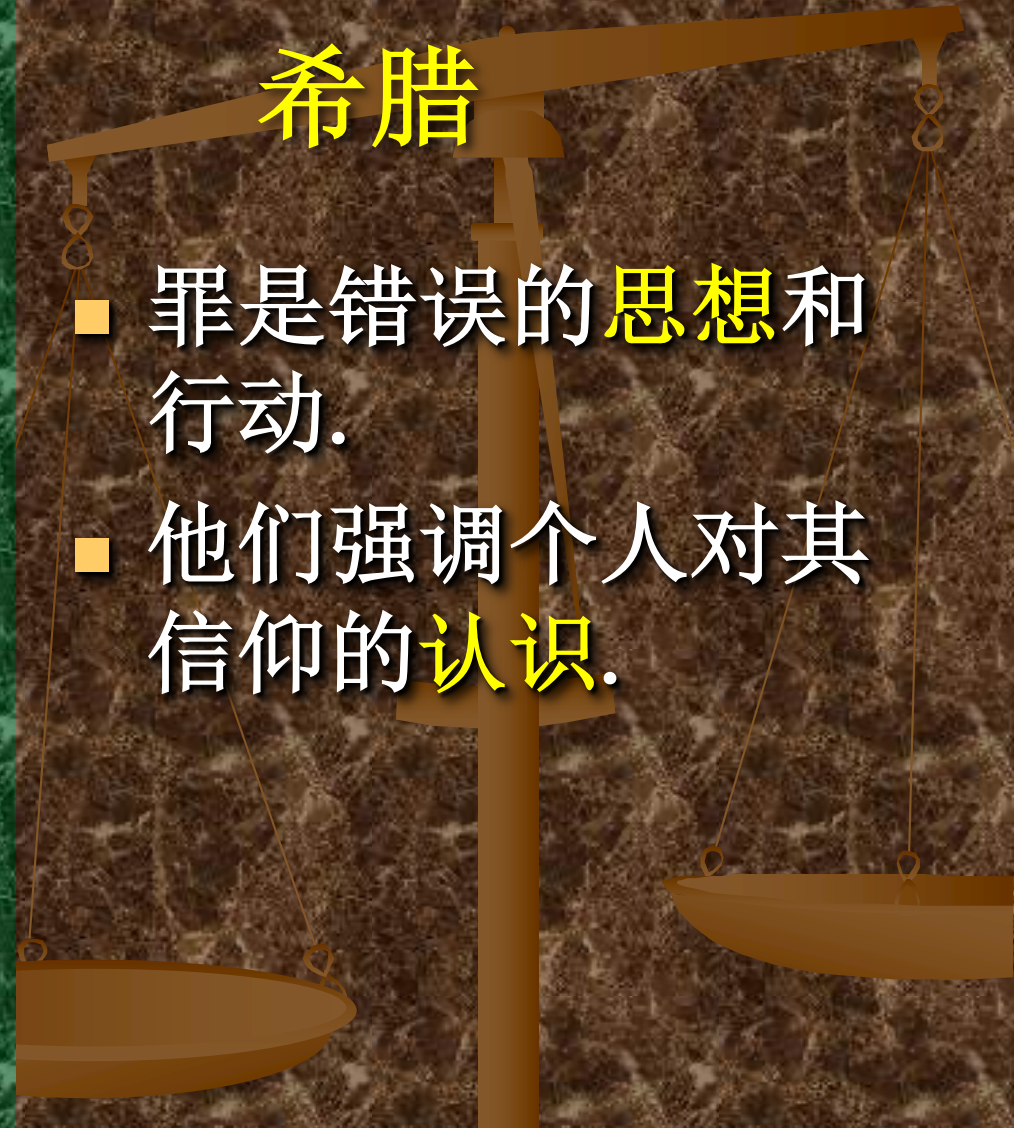 希腊
罪是错误的思想和
行动.
他们强调个人对其
信仰的认识.